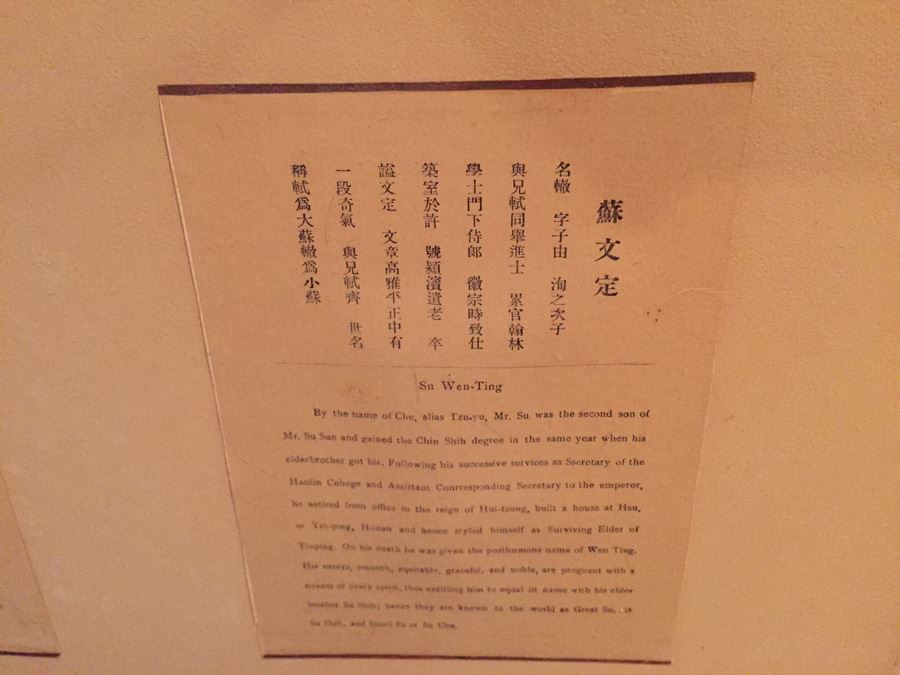 蘇文定
名轍 字子由 洵之次子
與兄軾同舉進士 累官翰林
學士門下侍郞 徽宗時致仕
築室於許 號潁濱遺老 卒
諡文定 文章高雅平正中有
一段奇氣 與兄軾齊 世名
稱軾爲大蘇轍爲小蘇
Su Wen-Ting
By the name of Che, alias Tzu-yu, Mr. Su was the second son of
Mr. Su Sun and gained the Chin Shih degree in the same year when his
elderbrother got his. Following his successive services as Ssecretary of the
Hanlin Cohege and Assistant Conrresponding Secretary to the emperor,
he aetired from office to the reign of Hui-tsung, built a house at Hsu,
or Yin-ping, Honan and hence styled himself as Surviving Elder of
Yinping. On his death he was given the posthumons name of Wen Ting.
His essays, smooth, equitable, graceful, and noble, are pregnant with a
stream of lively spirit, thus entitling him to equal in name with his elder
brother Su Shih; hence they are known to the world as Great Su,
Su Shih, and Small Su or Su Che.